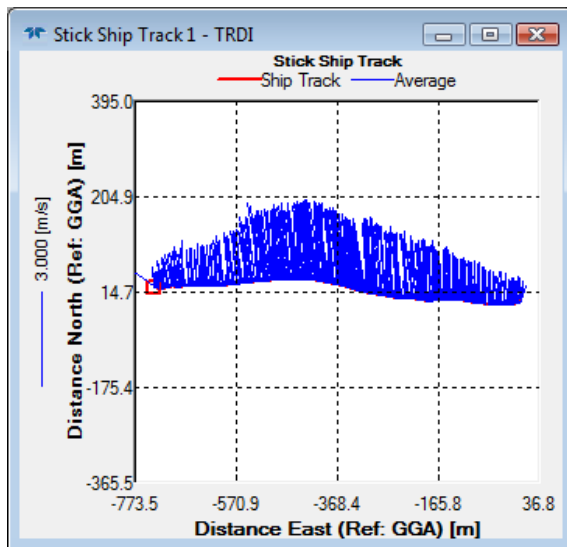 Stick Ship Track 1 - TRDI
Stick Ship Track
Ship Track Average
395.0
204.9
14.7
-175.4
-365.5
3.000 [m/s]
Distance North (Ref: GGA) [m]
-773.5 -570.9 -368.4 -165.8 36.8
Distance East (Ref: GGA) [m]